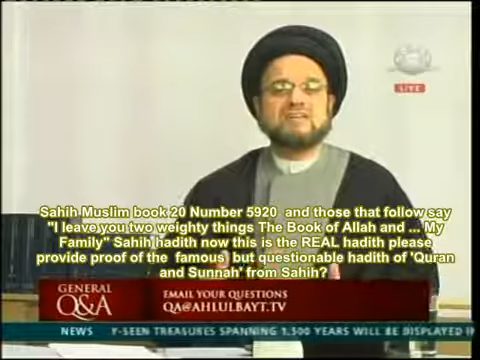 LIVE
Sahih Muslim book 20 Number 5920 and those that follow say
"I leave you two weighty things The Book of Allah and ... My
Family" Sahih hadith now this is the REAL hadith please
provide proof of the famous but questionable hadith of 'Quran
and Sunnah' from Sahih?
GENERAL
Q&A
EMAIL YOUR QUESTIONS
QA@AHLULBAYT.TV
NEWS Y-SEEN TREASURES SPANNING 1,300 YEARS WILL BE DISPLAYED IN